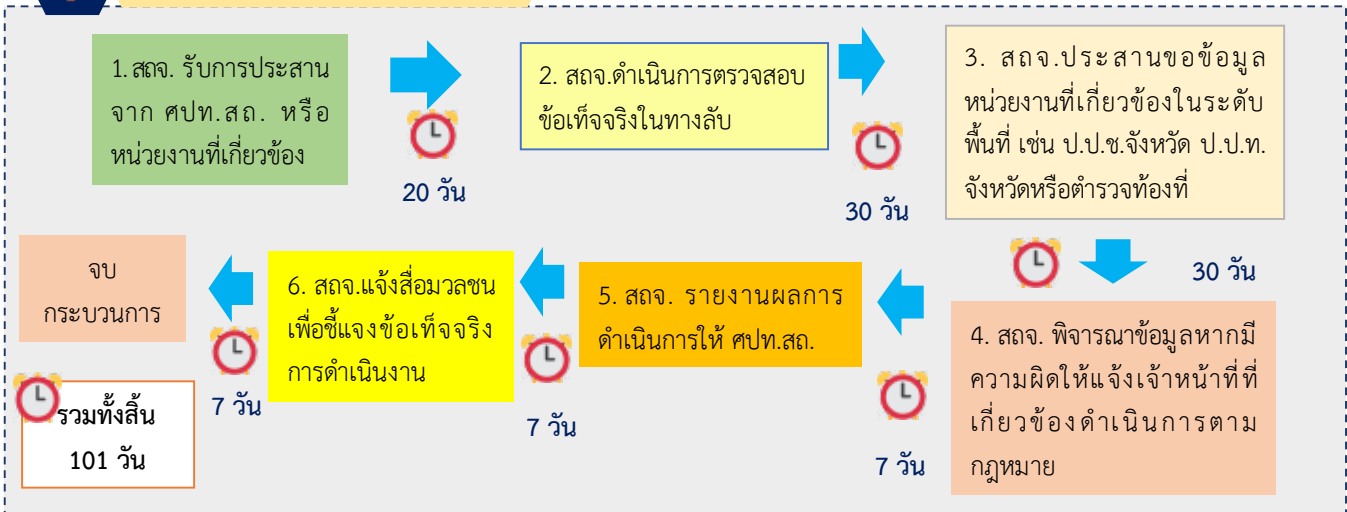 1. สถจ. รับการประสาน
จาก ศปท.สถ. หรือ
หน่วยงานที่เกี่ยวข้อง
20 วัน
2. สถจ.ดำเนินการตรวจสอบ
ข้อเท็จจริงในทางลับ
30 วัน
3. สถจ.ประสานขอข้อมูล
หน่วยงานที่เกี่ยวข้องในระดับ
พื้นที่ เช่น ป.ป.ช.จังหวัด ป.ป.ท.
จังหวัดหรือตำรวจท้องที่
30 วัน
4. สถจ. พิจารณาข้อมูลหากมี
ความผิดให้แจ้งเจ้าหน้าที่ที่
เกี่ยวข้องดำเนินการตาม
กฎหมาย
7 วัน
5. สถจ. รายงานผลการ
ดำเนินการให้ ศปท.สถ.
7 วัน
6. สถจ.แจ้งสื่อมวลชน
เพื่อชี้แจงข้อเท็จจริง
การดำเนินงาน
7 วัน
จบ
กระบวนการ
รวมทั้งสิ้น
101 วัน